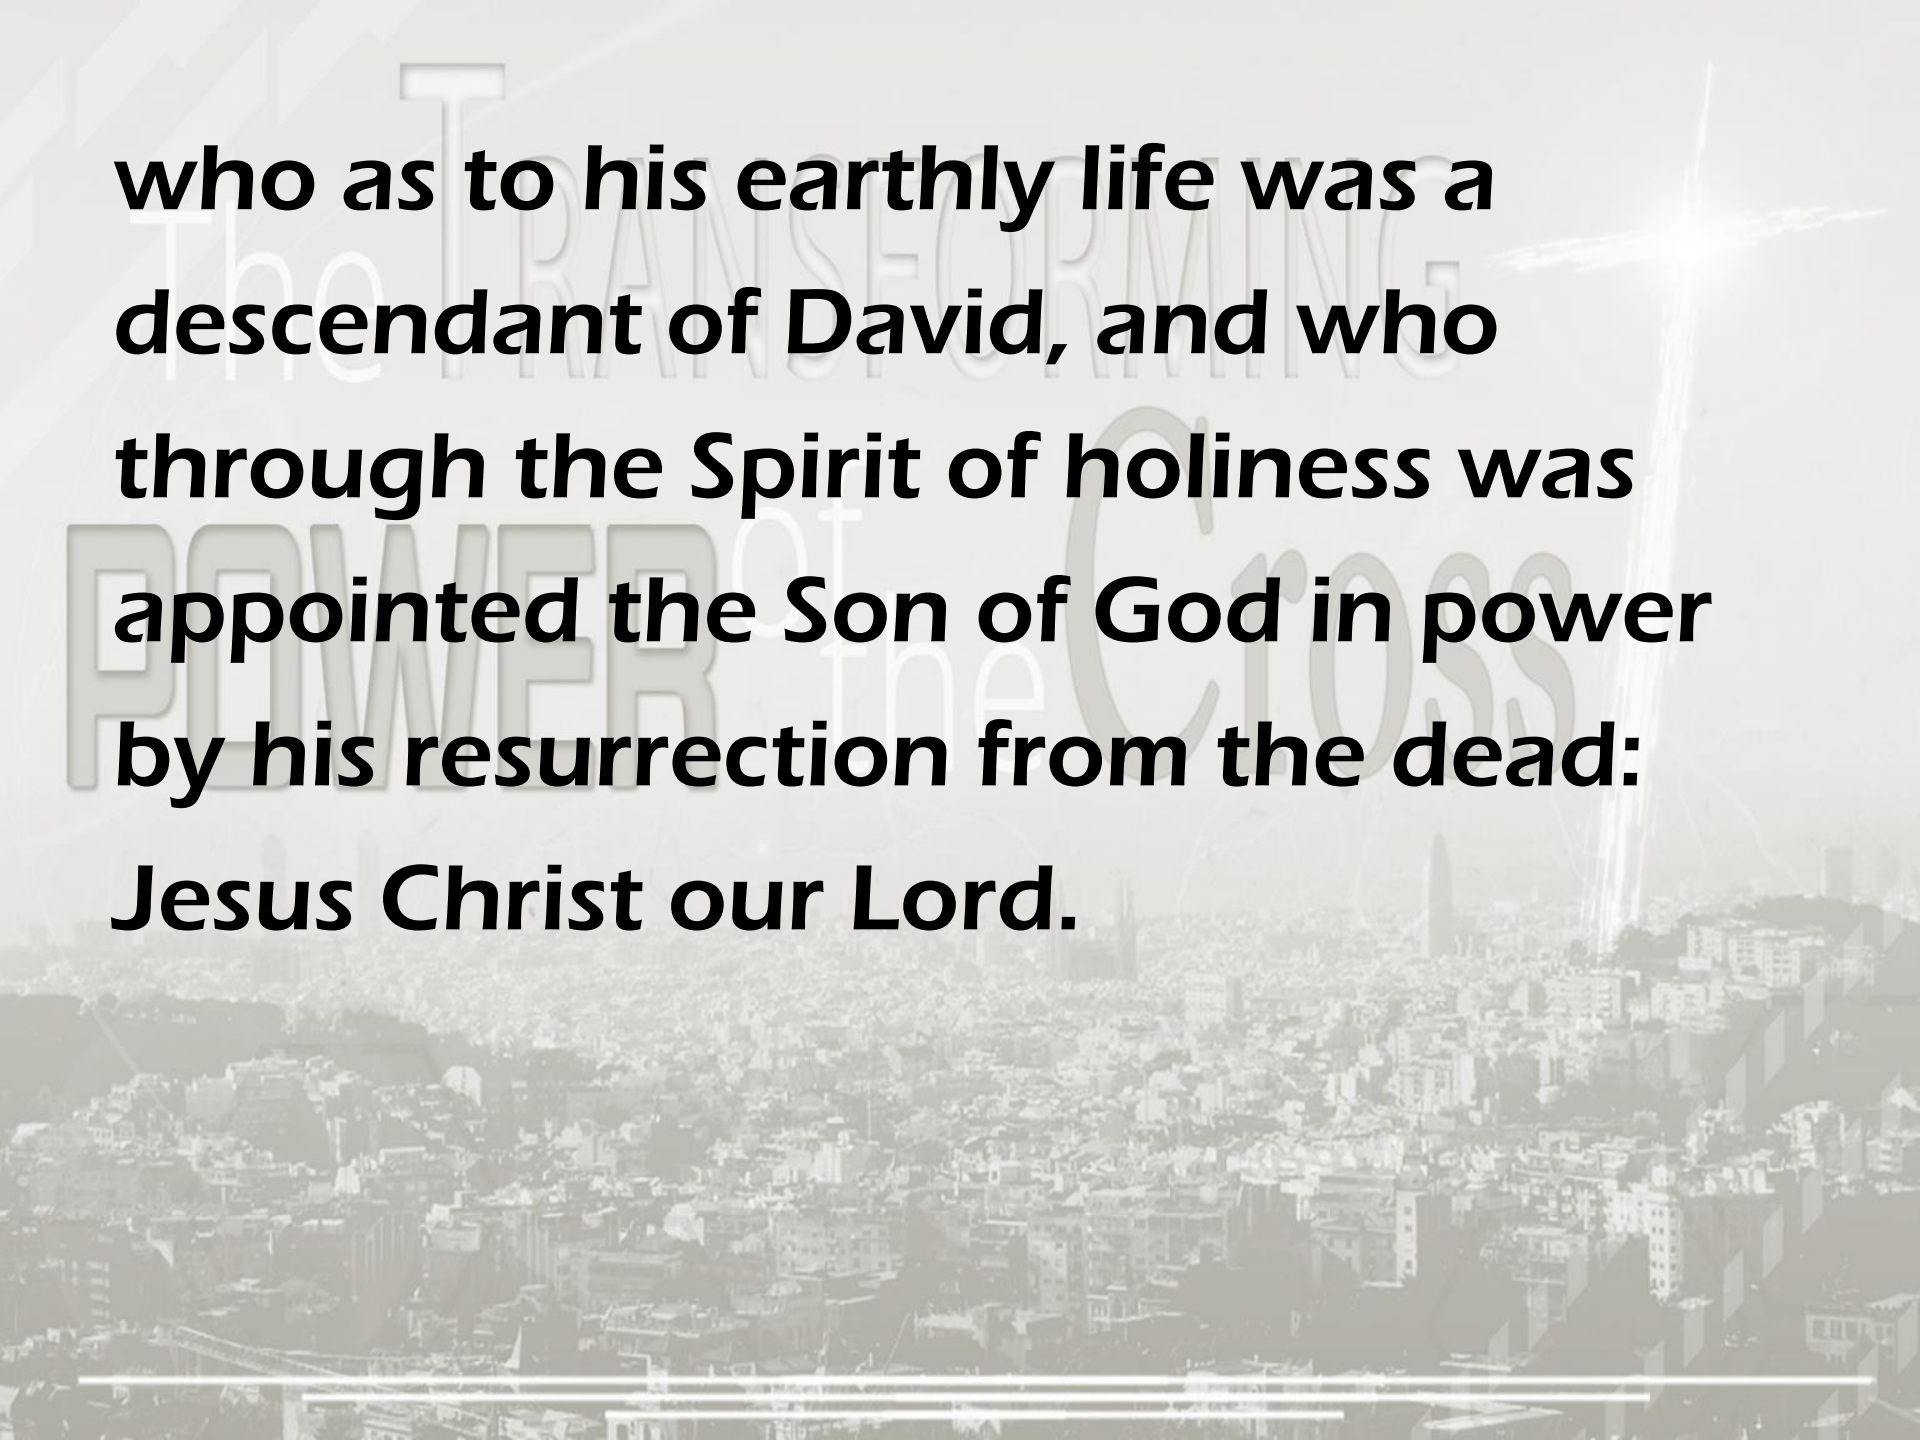 who as to his earthly life was a
descendant of David, and who
through the Spirit of holiness was
appointed the Son of God in power
by his resurrection from the dead:
Jesus Christ our Lord.
The TRANSFORMING
POWER of the Cross